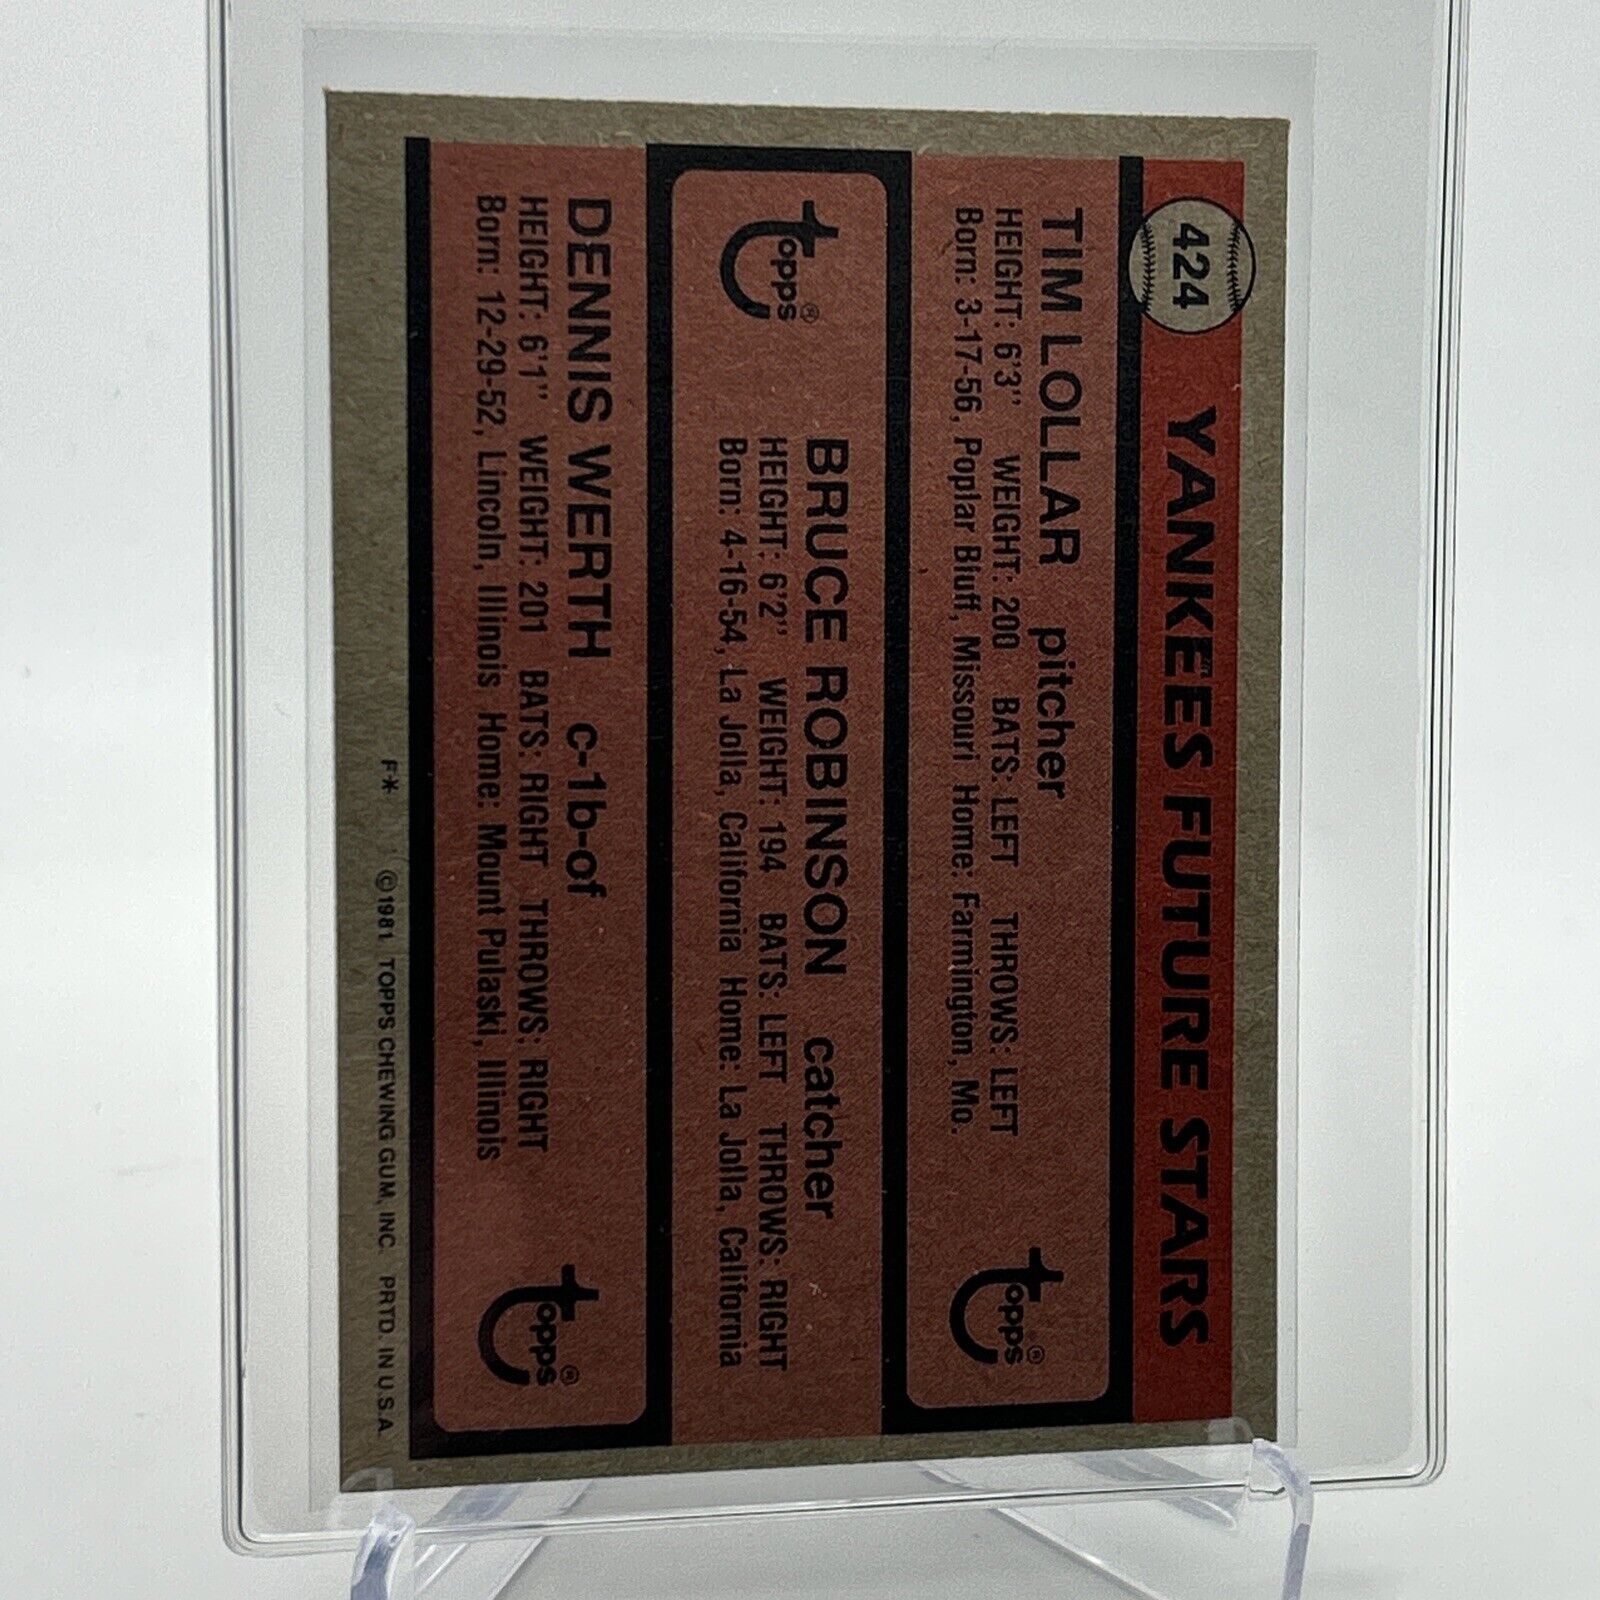 424 YANKEES FUTURE STARS
TIM LOLLAR pitcher
HEIGHT: 6'3" WEIGHT: 200 BATS: LEFT THROWS: LEFT
Born: 3-17-56, Poplar Bluff, Missouri Home: Farmington, Mo.
topps®
topps®
BRUCE ROBINSON catcher
HEIGHT: 6'2" WEIGHT: 194 BATS: LEFT THROWS: RIGHT
Born: 4-16-54, La Jolla, California Home: La Jolla, California
DENNIS WERTH c-1b-of
HEIGHT: 6'1" WEIGHT: 201 BATS: RIGHT THROWS: RIGHT
Born: 12-29-52, Lincoln, Illinois Home: Mount Pulaski, Illinois
topps®
F* ©1981 TOPPS CHEWING GUM, INC. PRTD. IN U.S.A.